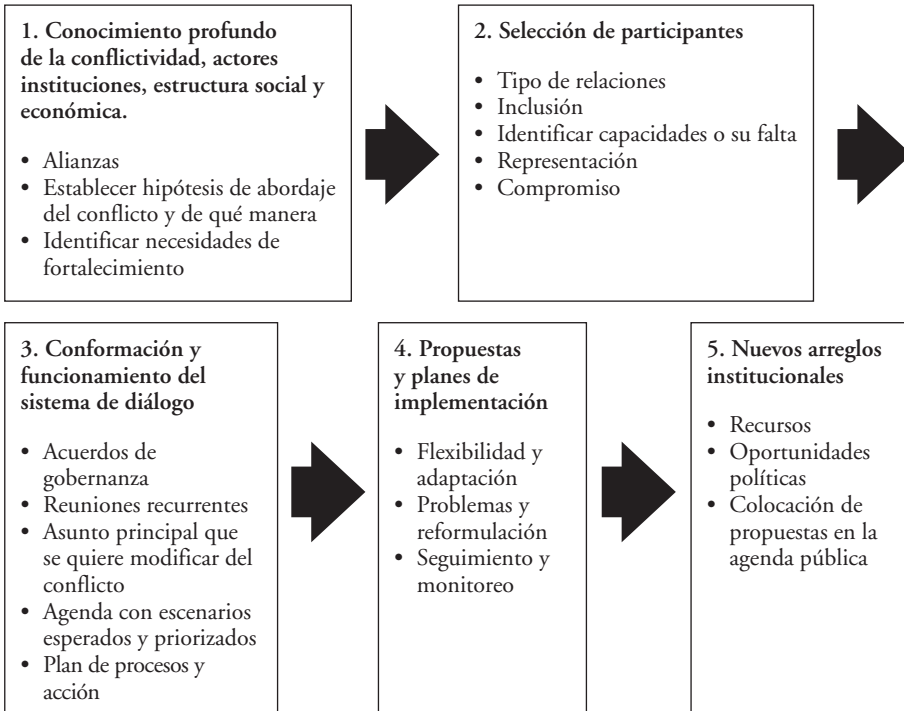 1. Conocimiento profundo
de la conflictividad, actores
instituciones, estructura social y
económica.
• Alianzas
• Establecer hipótesis de abordaje
del conflicto y de qué manera
• Identificar necesidades de
fortalecimiento
2. Selección de participantes
• Tipo de relaciones
• Inclusión
• Identificar capacidades o su falta
• Representación
• Compromiso
3. Conformación y
funcionamiento del
sistema de diálogo
• Acuerdos de
gobernanza
• Reuniones recurrentes
• Asunto principal que
se quiere modificar del
conflicto
• Agenda con escenarios
esperados y priorizados
• Plan de procesos y
acción
4. Propuestas
y planes de
implementación
• Flexibilidad y
adaptación
• Problemas y
reformulación
• Seguimiento y
monitoreo
5. Nuevos arreglos
institucionales
• Recursos
• Oportunidades
políticas
• Colocación de
propuestas en la
agenda pública